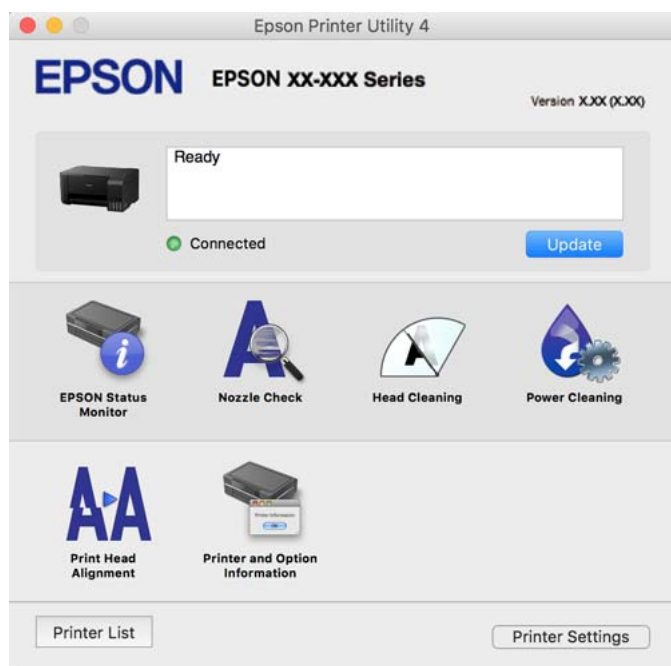 Epson Printer Utility 4
EPSON
EPSON XX-XXX Series
Version X.XX (X.XX)
Ready
Connected
Update
EPSON Status
Monitor
Nozzle Check
Head Cleaning
Power Cleaning
Print Head
Alignment
Printer and Option
Information
Printer List
Printer Settings